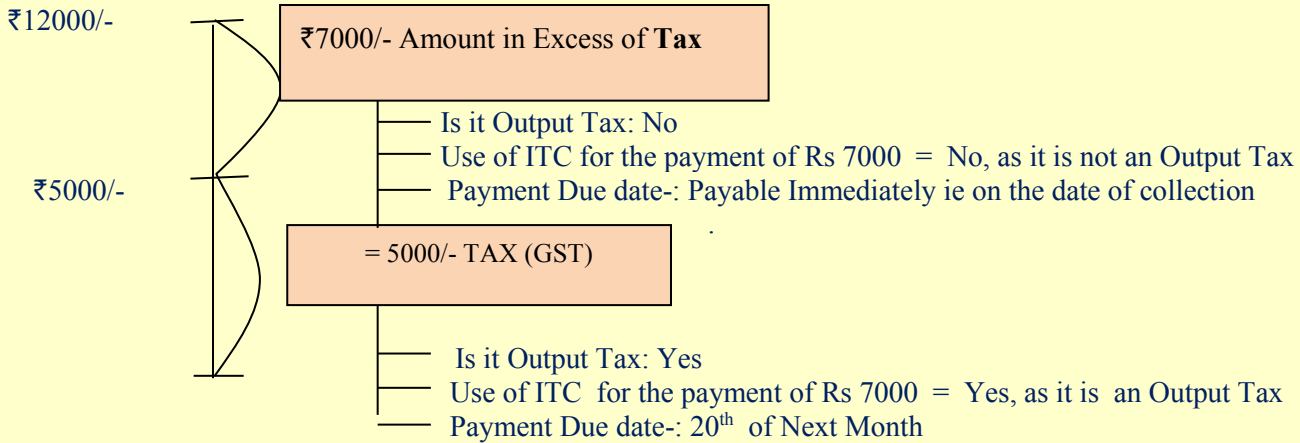 ₹12000/-
₹7000/- Amount in Excess of Tax
Is it Output Tax: No
Use of ITC for the payment of Rs 7000 = No, as it is not an Output Tax
₹5000/-
Payment Due date-: Payable Immediately ie on the date of collection
.
= 5000/- TAX (GST)
Is it Output Tax: Yes
Use of ITC for the payment of Rs 7000 = Yes, as it is an Output Tax
Payment Due date-: 20th of Next Month